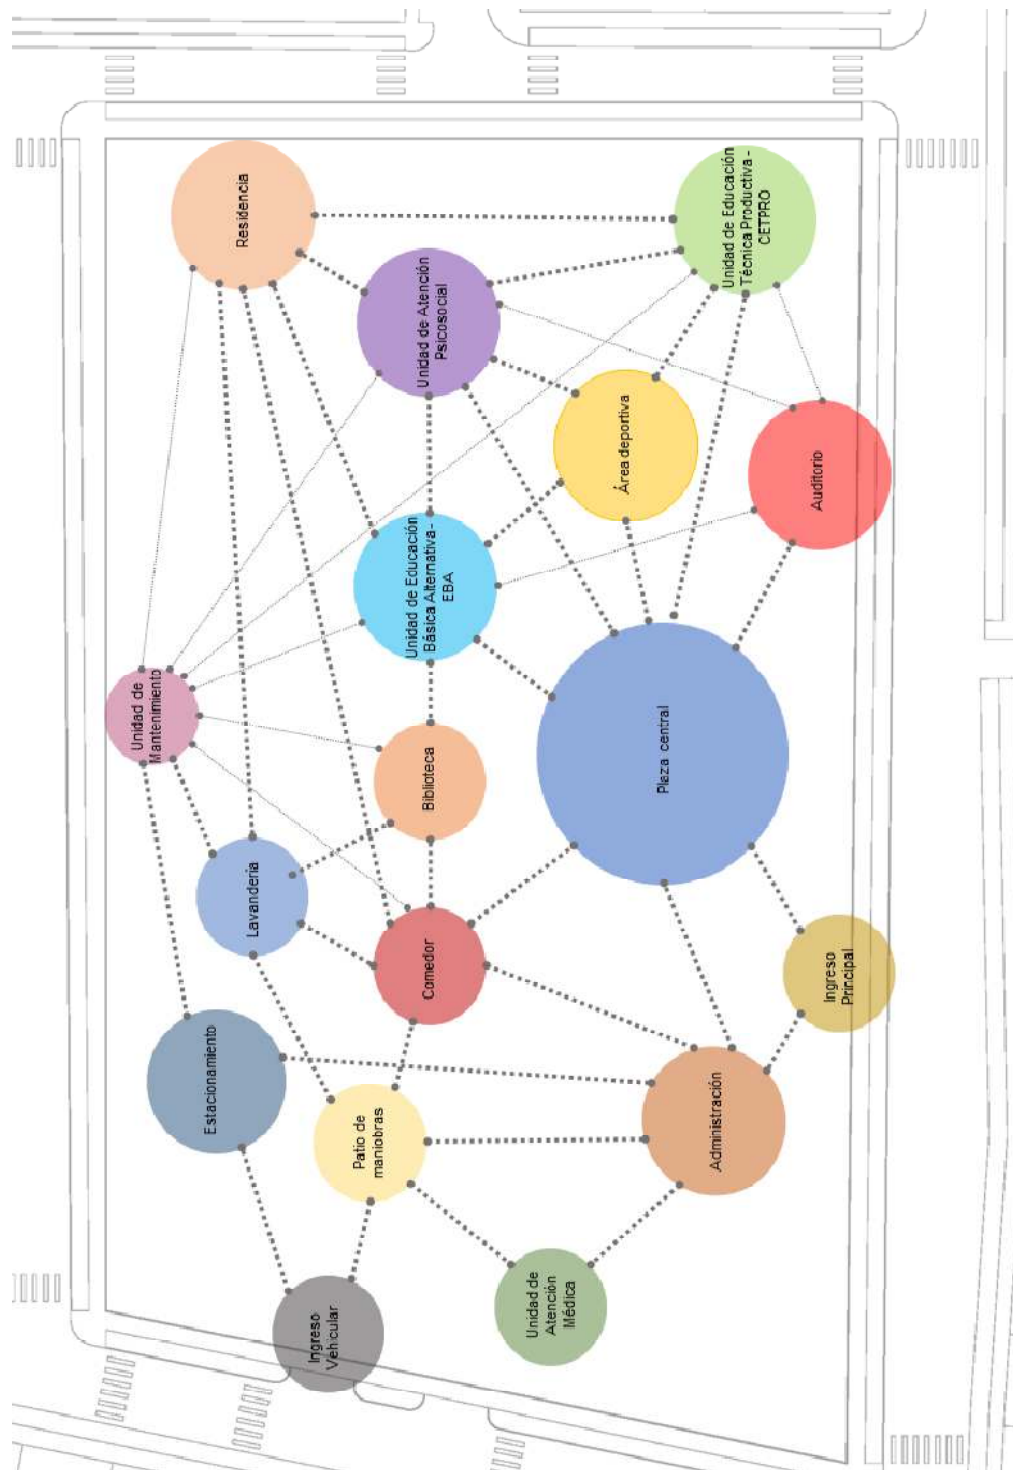 Residencia
Unidad de Educación
Técnica Productiva -
CETPRO
Unidad de Atención
Psicosocial
Área deportiva
Auditorio
Unidad de Educación
Básica Alternativa-
EBA
Unidad de
Mantenimiento
Biblioteca
Plaza central
Lavandería
Comedor
Ingreso
Principal
Estacionamiento
Patio de
maniobras
Administración
Ingreso
Vehicular
Unidad de
Atención
Médica